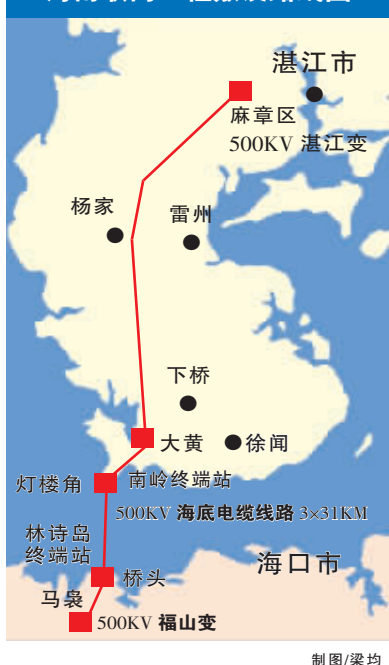 湛江市
麻章区
500KV 湛江变
杨家
雷州
下桥
大黄
徐闻
灯楼角
南岭终端站
500KV 海底电缆线路 3×31KM
林诗岛
终端站
桥头
海口市
马袅
500KV 福山变
制图/梁均